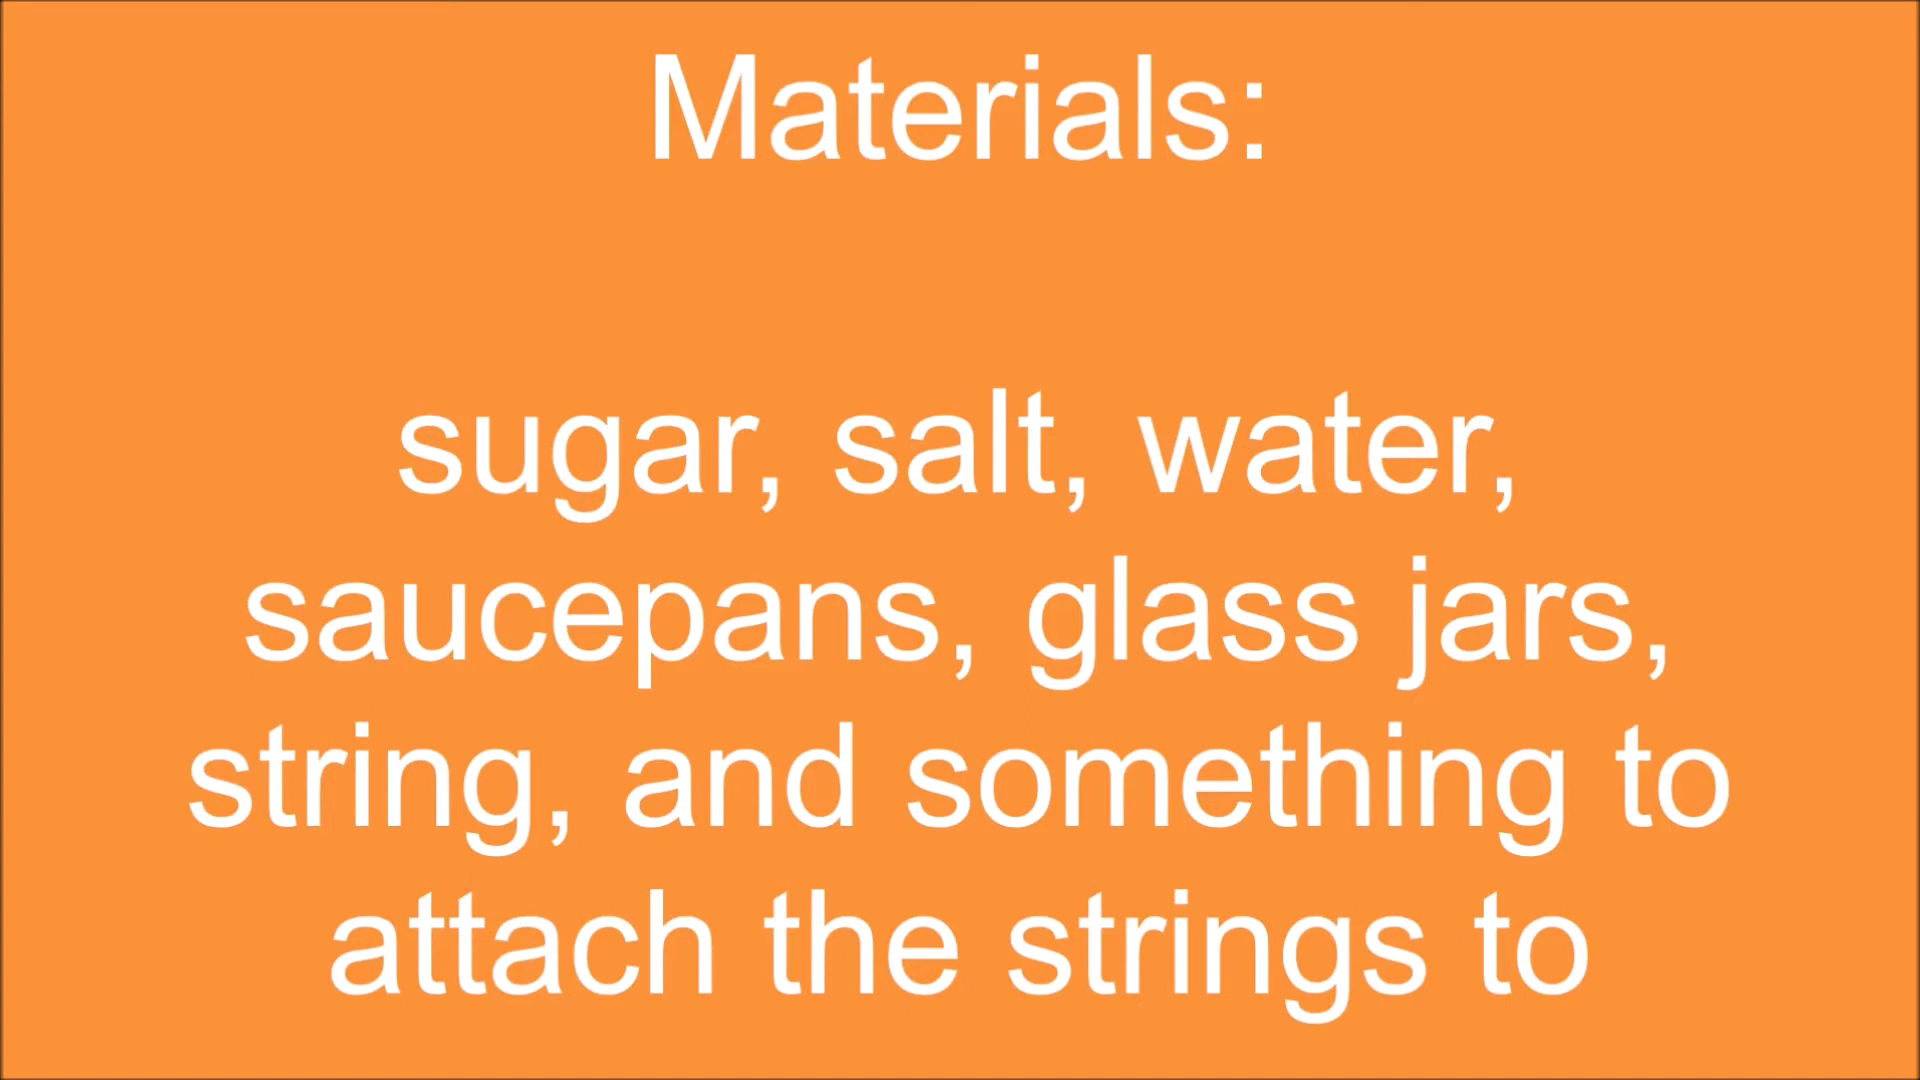 Materials:
sugar, salt, water,
saucepans, glass jars,
string, and something to
attach the strings to